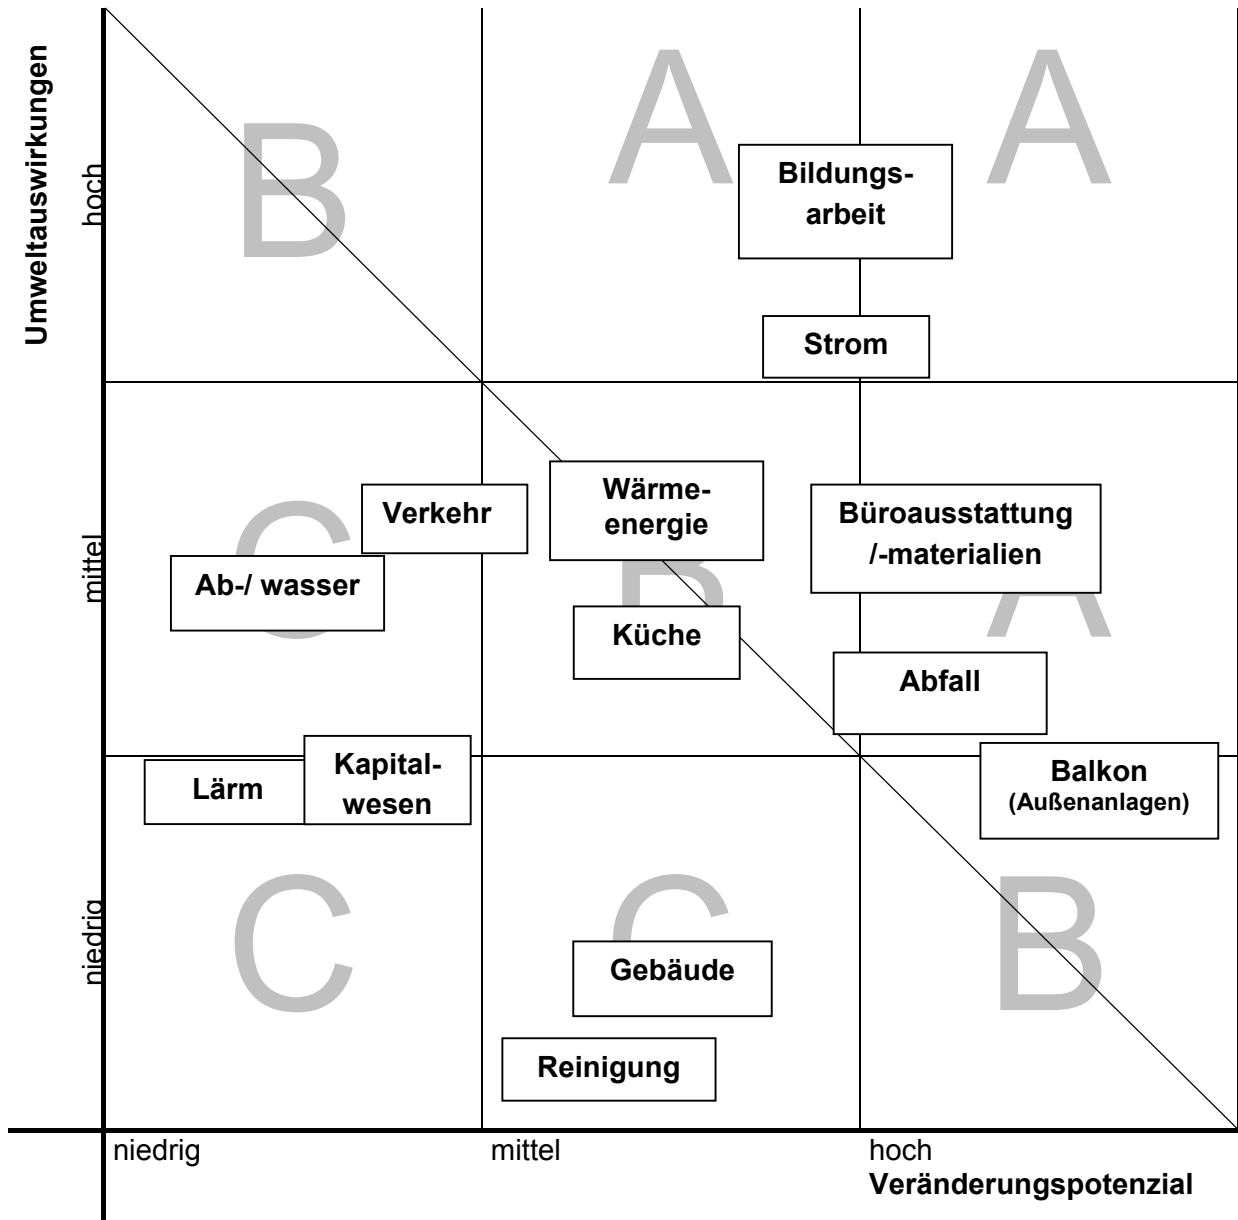 Umweltauswirkungen
hoch
mittel
niedrig
B
A
A
Bildungs-
arbeit
Strom
C
B
A
Verkehr
Wärme-
energie
Büroausstattung
/-materialien
Ab-/ wasser
Küche
Abfall
Lärm
Kapital-
wesen
Balkon
(Außenanlagen)
C
C
B
Gebäude
Reinigung
niedrig
mittel
hoch
Veränderungspotenzial